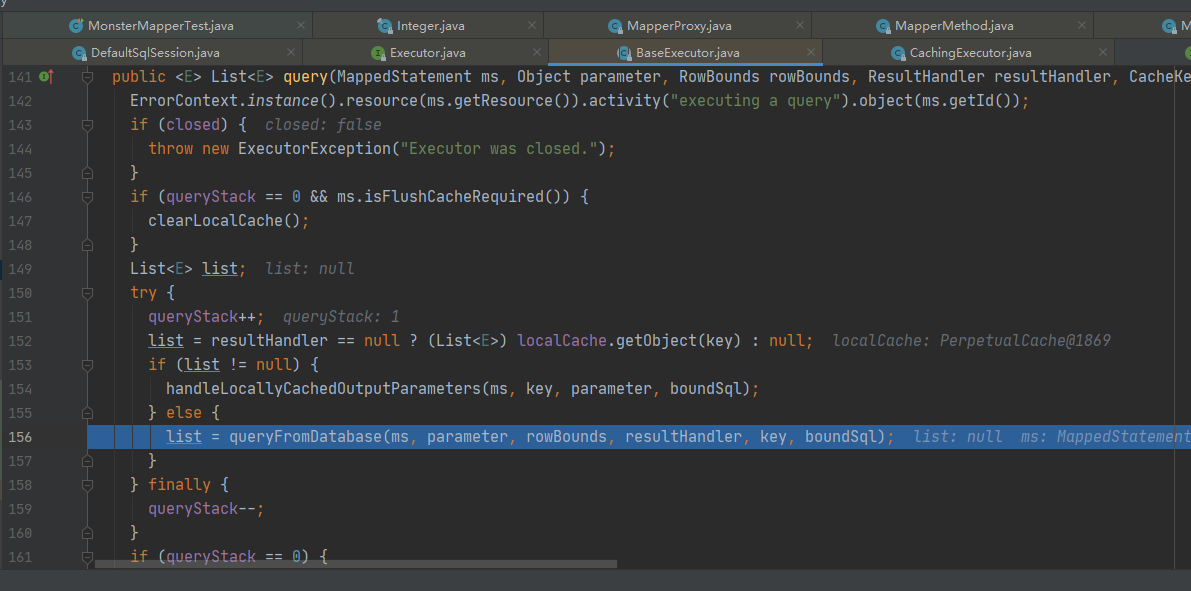 MonsterMapperTest.java Integer.java MapperProxy.java MapperMethod.java M
DefaultSqlSession.java Executor.java BaseExecutor.java CachingExecutor.java
141 public <E> List<E> query(MappedStatement ms, Object parameter, RowBounds rowBounds, ResultHandler resultHandler, CacheKe
142 ErrorContext.instance().resource(ms.getResource()).activity("executing a query").object(ms.getId());
143 if (closed) { closed: false
144 throw new ExecutorException("Executor was closed.");
145 }
146 if (queryStack == 0 && ms.isFlushCacheRequired()) {
147 clearLocalCache();
148 }
149 List<E> list; list: null
150 try {
151 queryStack++; queryStack: 1
152 list = resultHandler == null ? (List<E>) localCache.getObject(key) : null; localCache: PerpetualCache@1869
153 if (list != null) {
154 handleLocallyCachedOutputParameters(ms, key, parameter, boundSql);
155 } else {
156 list = queryFromDatabase(ms, parameter, rowBounds, resultHandler, key, boundSql); list: null ms: MappedStatement
157 }
158 } finally {
159 queryStack--;
160 }
161 if (queryStack == 0) {